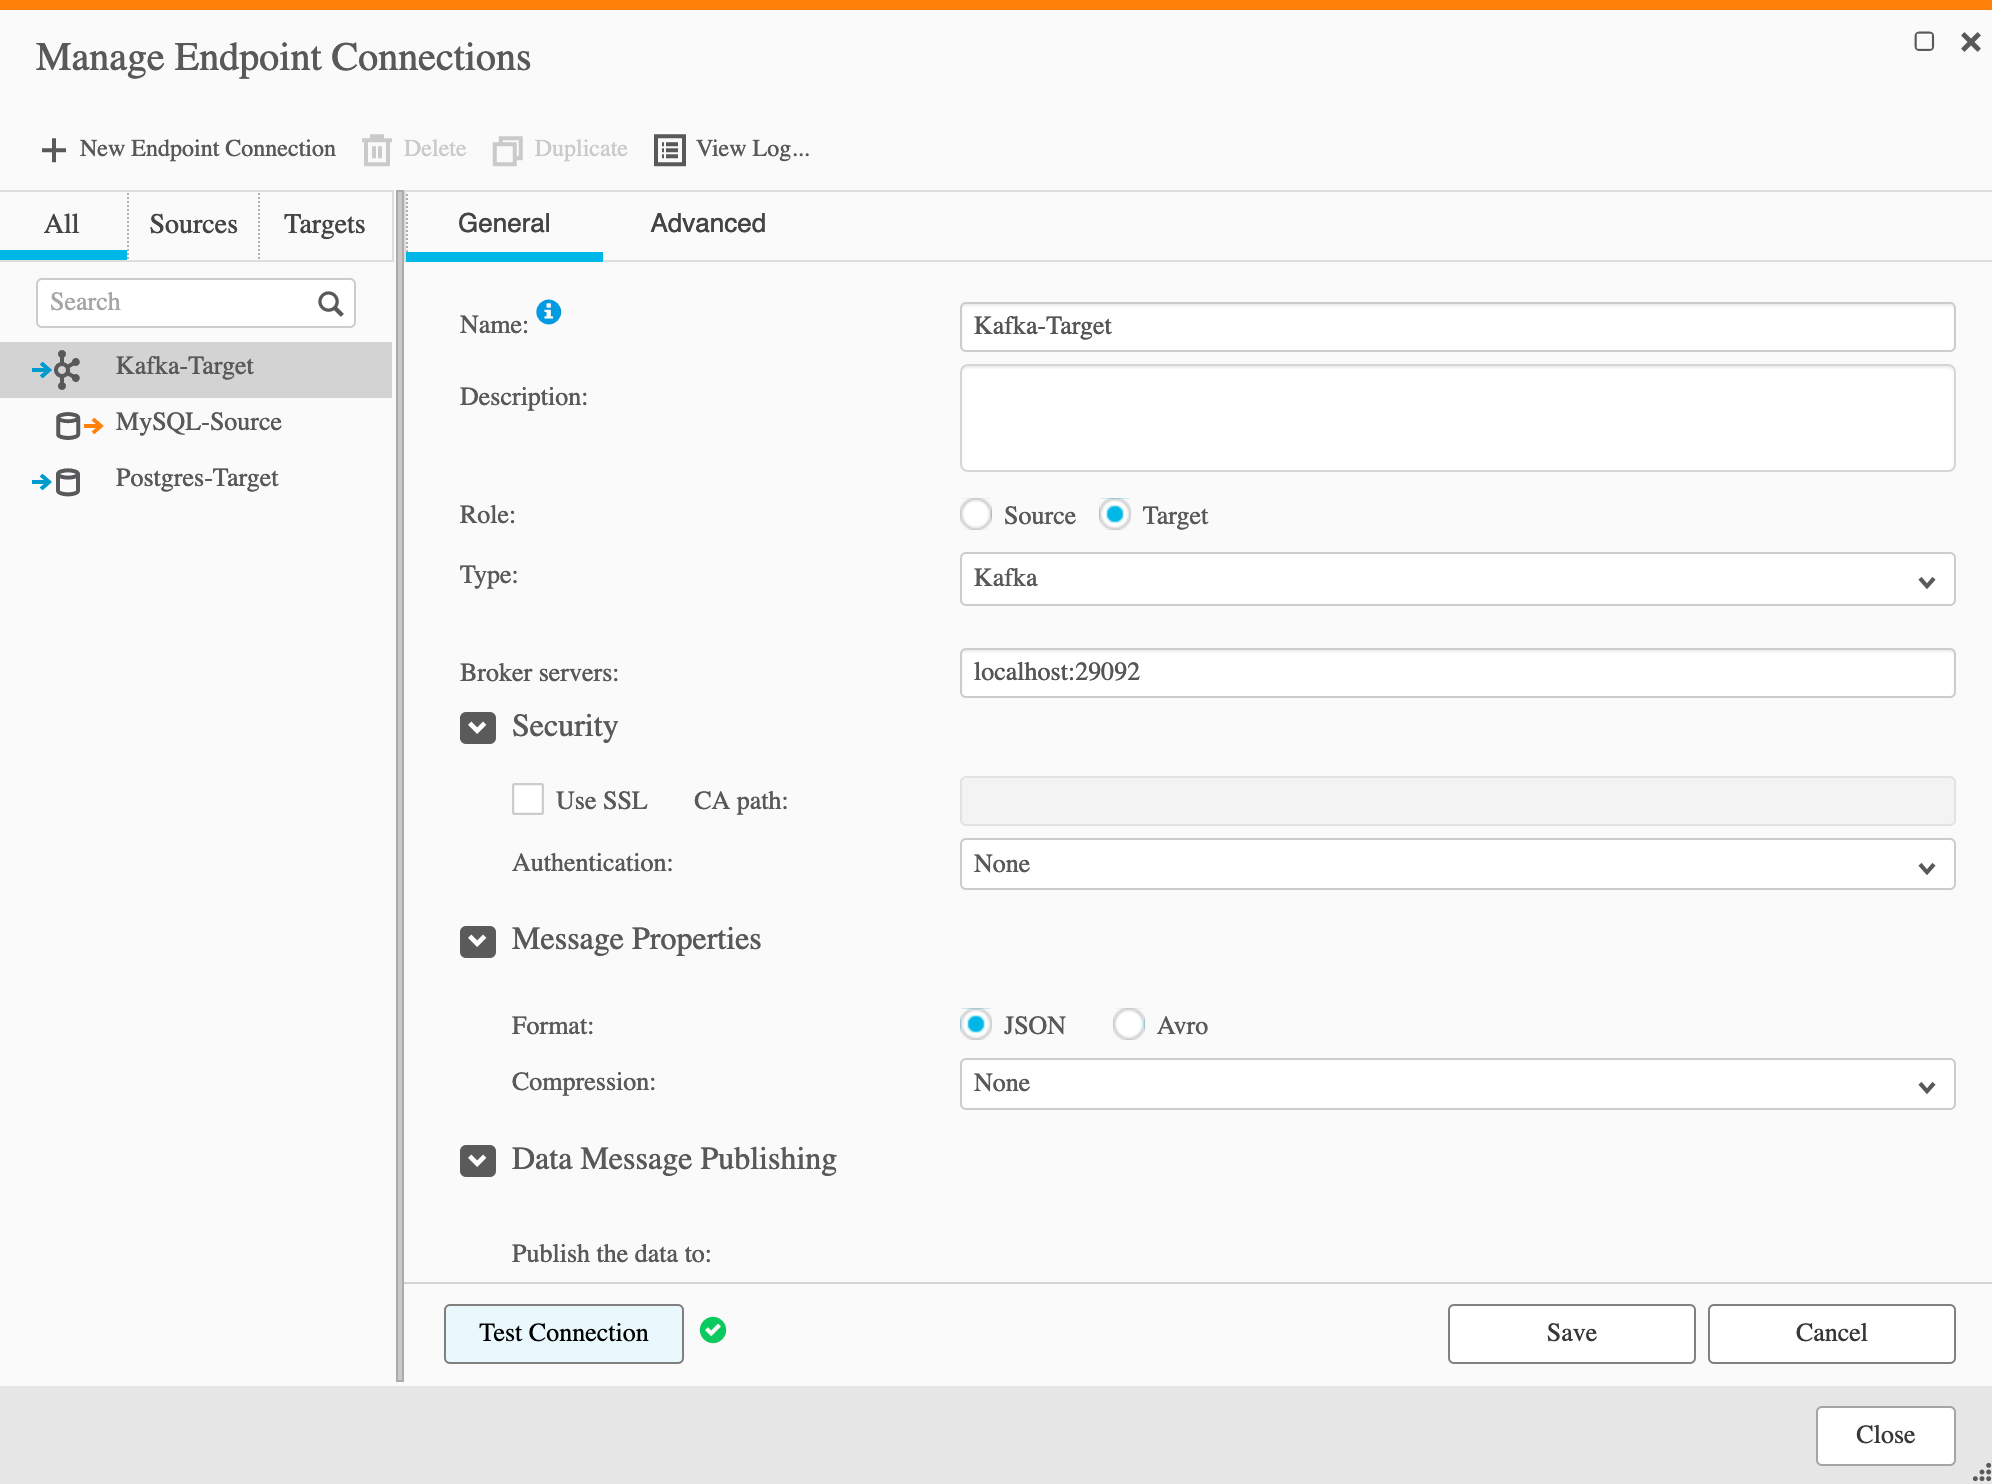 Manage Endpoint Connections
New Endpoint Connection Delete Duplicate View Log...
All Sources Targets
Search
Kafka-Target
MySQL-Source
Postgres-Target
General Advanced
Name: Kafka-Target
Description:
Role: Source Target
Type: Kafka
Broker servers: localhost:29092
Security
Use SSL CA path:
Authentication: None
Message Properties
Format: JSON Avro
Compression: None
Data Message Publishing
Publish the data to:
Test Connection Save Cancel
Close